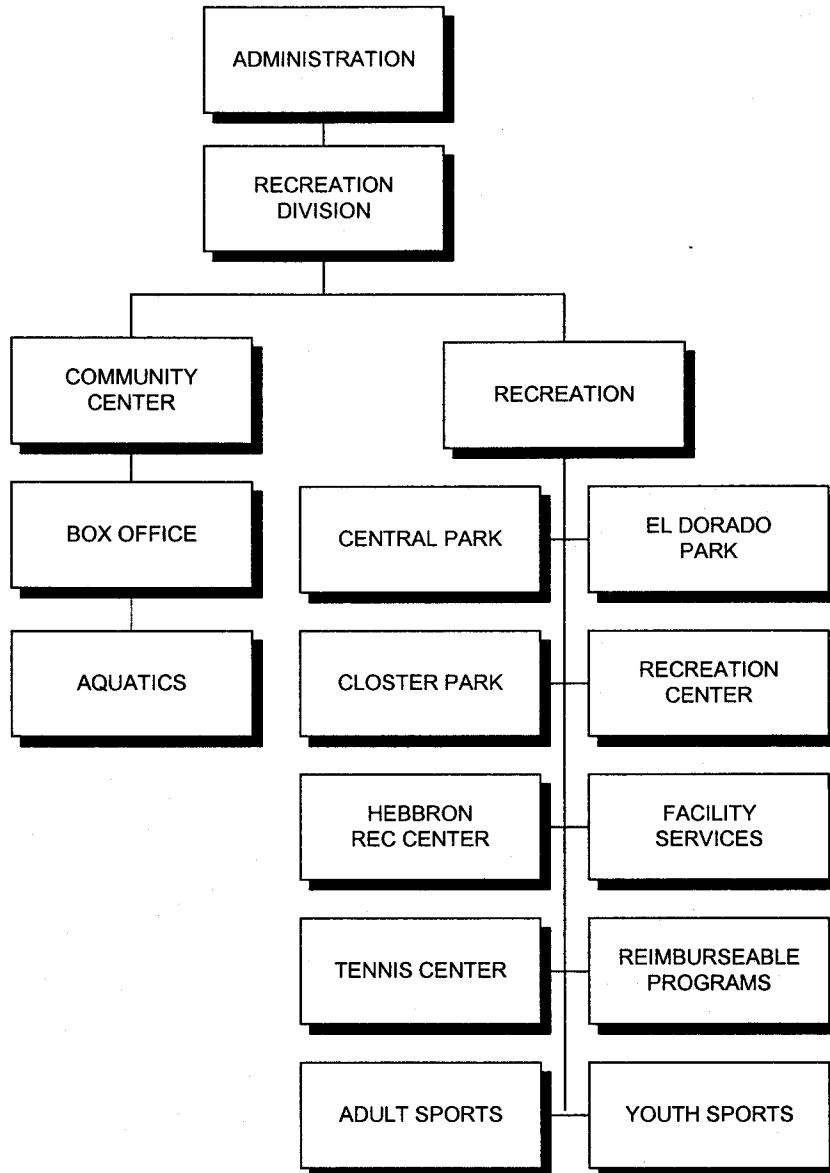 ADMINISTRATION
RECREATION
DIVISION
COMMUNITY
CENTER
RECREATION
BOX OFFICE
CENTRAL PARK
EL DORADO
PARK
AQUATICS
CLOSTER PARK
RECREATION
CENTER
HEBBRON
REC CENTER
FACILITY
SERVICES
TENNIS CENTER
REIMBURSEABLE
PROGRAMS
ADULT SPORTS
YOUTH SPORTS